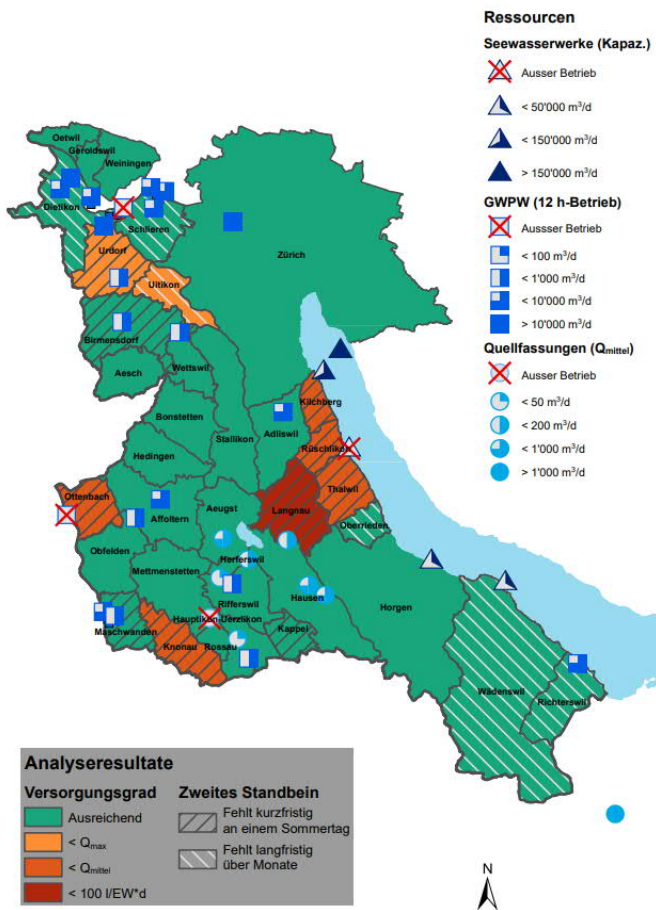 Ressourcen
Seewasserwerke (Kapaz.)
Ausser Betrieb
< 50'000 m³/d
< 150'000 m³/d
> 150'000 m³/d
GWPW (12 h-Betrieb)
Aussser Betrieb
< 100 m³/d
< 1'000 m³/d
< 10'000 m³/d
> 10'000 m³/d
Quellfassungen (Qmittel)
Ausser Betrieb
< 50 m³/d
< 200 m³/d
< 1'000 m³/d
> 1'000 m³/d
Oetwil
Geroldswil
Weiningen
Dietikon
Schlieren
Urdorf
Zürich
Uitikon
Birmensdorf
Wettswil
Aesch
Kilchberg
Bonstetten
Adliswil
Stallikon
Rüschlikon
Hedingen
Thalwil
Ottenbach
Affoltern
Aeugst
Langnau
Oberrieden
Obfelden
Herferswil
Mettmenstetten
Hausen
Rifferswil
Horgen
Hauptikon-Uerzlikon
Maschwanden
Kappel
Knonau
Rossau
Wädenswil
Richterswil
Analyseresultate
Versorgungsgrad
Zweites Standbein
Ausreichend
Fehlt kurzfristig
an einem Sommertag
< Qmax
< Qmittel
Fehlt langfristig
über Monate
< 100 l/EW*d
N